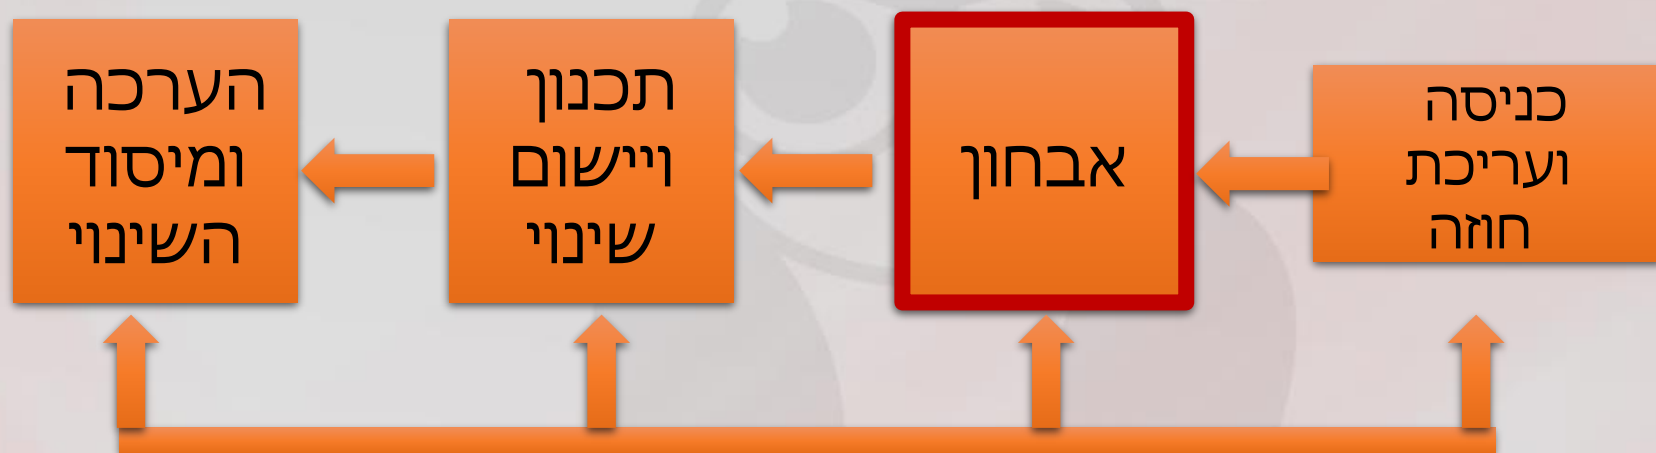 כניסה
ועריכת
חוזה
אבחון
תכנון
ויישום
שינוי
הערכה
ומיסוד
השינוי